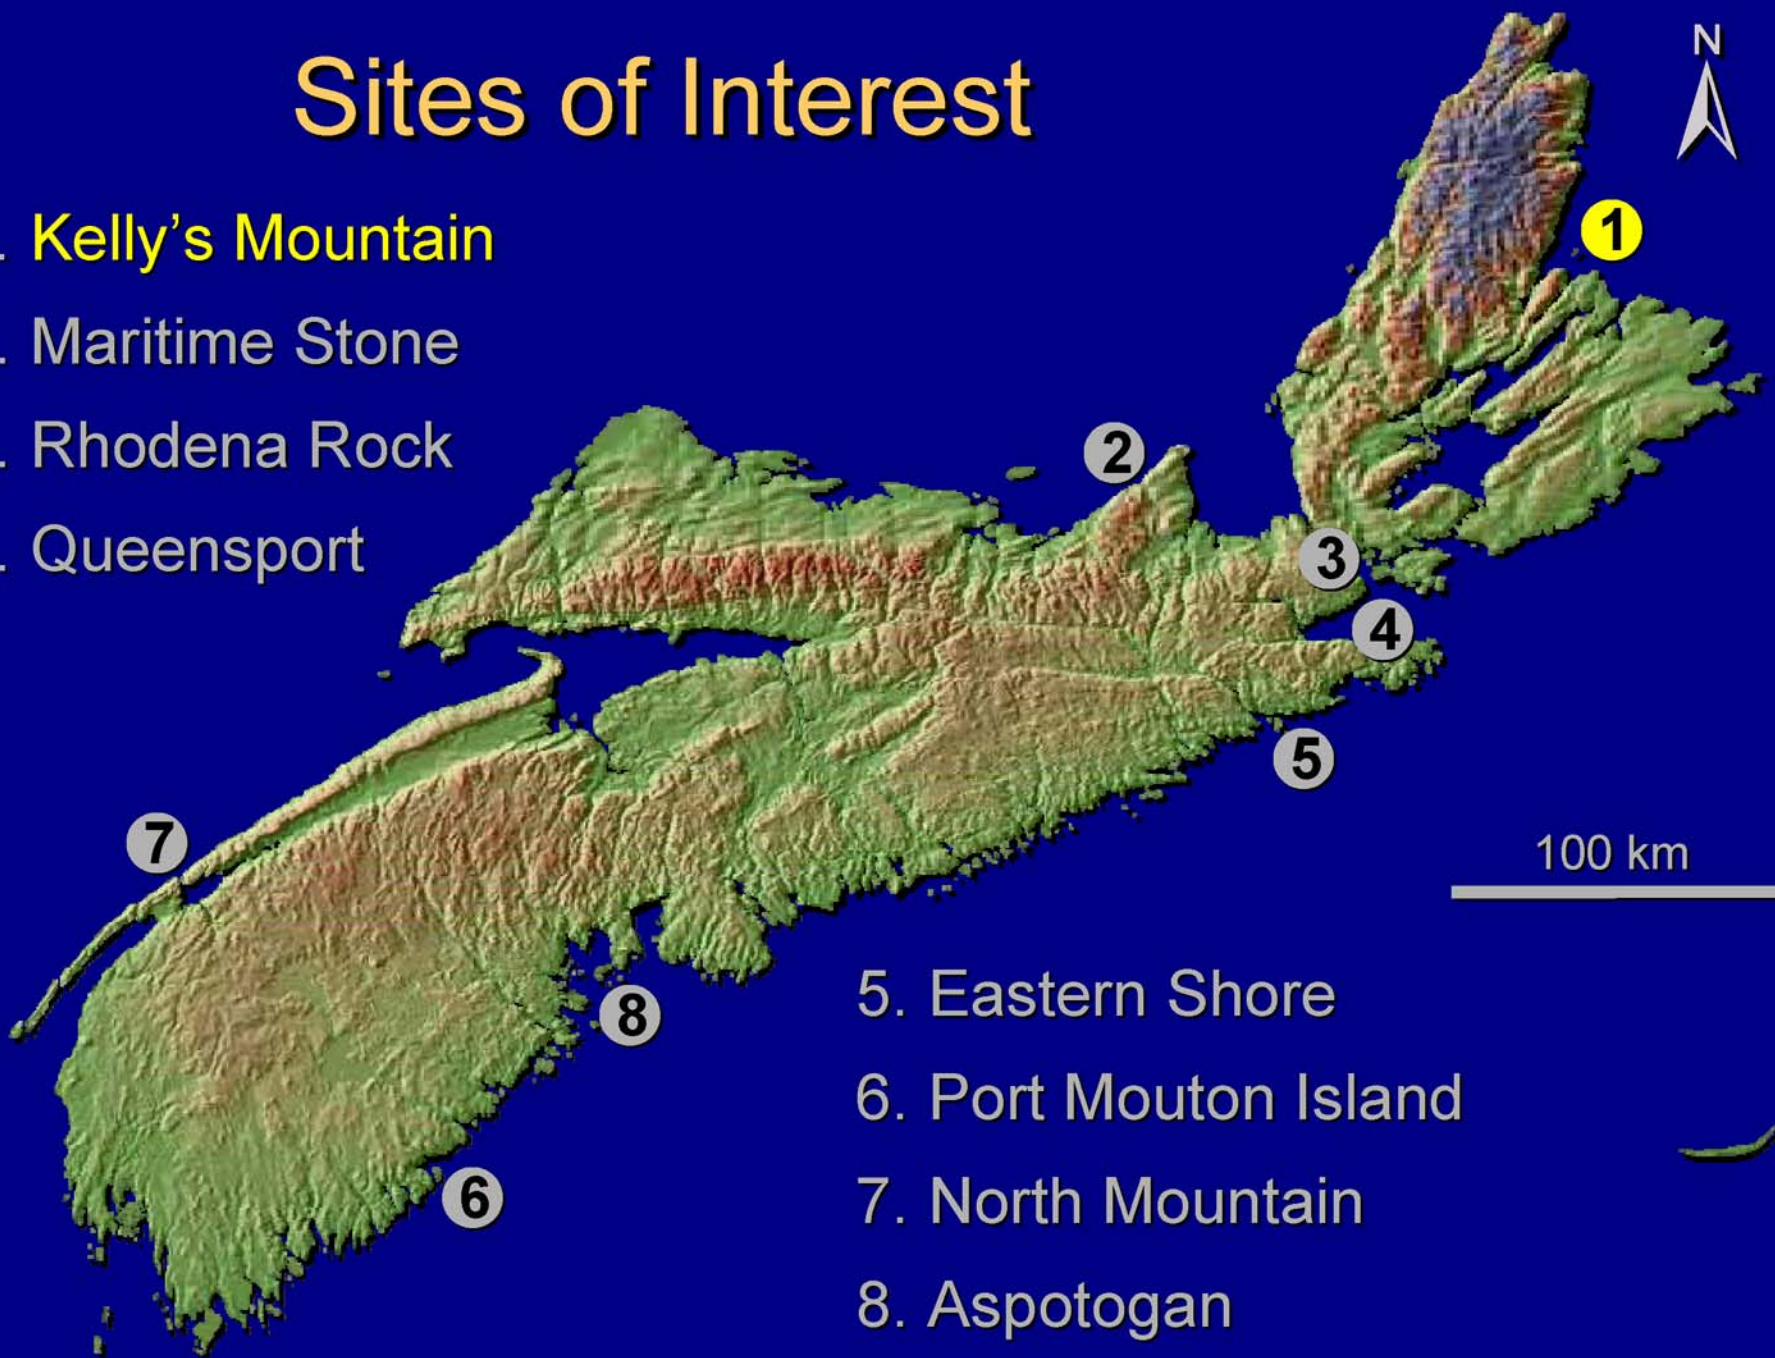 Sites of Interest
N
. Kelly's Mountain
. Maritime Stone
. Rhodena Rock
. Queensport
1
2
3
4
5
7
100 km
8
6
5. Eastern Shore
6. Port Mouton Island
7. North Mountain
8. Aspotogan